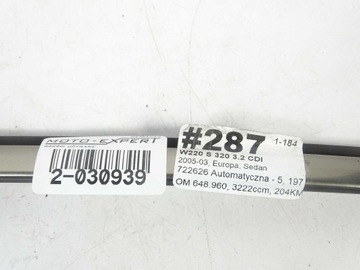 MOTO-EXPERT
2-030939
#287
1-184
W220 S 320 3.2 CDI
2005-03, Europa, Sedan
722626 Automatyczna - 5, 197
OM 648.960, 3222ccm, 204KM